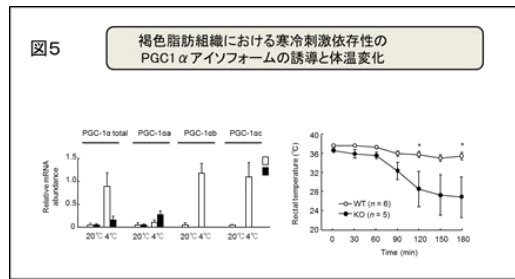 図5
褐色脂肪組織における寒冷刺激依存性の
PGC1αアイソフォームの誘導と体温変化
PGC-1α total PGC-1αa PGC-1αb PGC-1αc
Relative mRNA
abundance
1.5
1.0
0.5
0
20℃ 4℃ 20℃ 4℃ 20℃ 4℃ 20℃ 4℃
Rectal temperature (℃)
40
36
32
28
24
20
* *
WT (n = 6)
KO (n = 5)
0 30 60 90 120 150 180
Time (min)